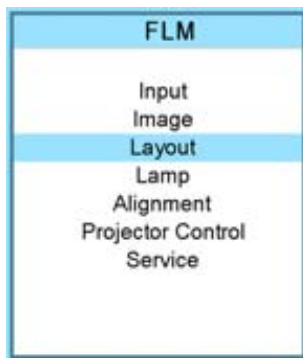 FLM
Input
Image
Layout
Lamp
Alignment
Projector Control
Service